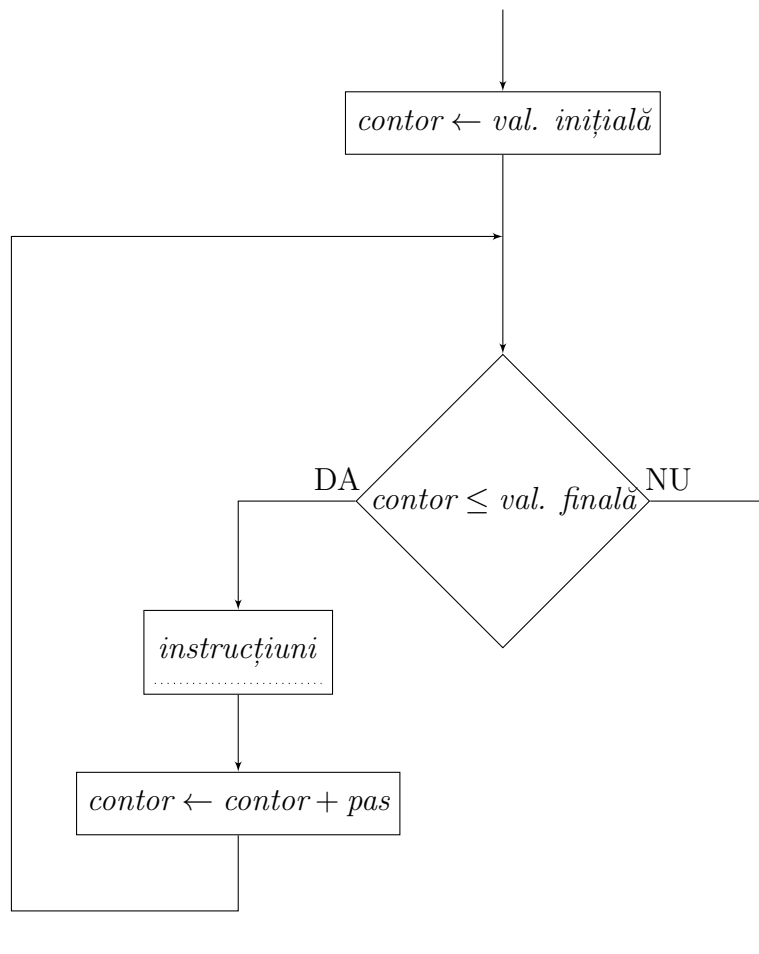 contor ← val. inițială
DA
contor ≤ val. finală
NU
instrucțiuni
..............................
contor ← contor + pas